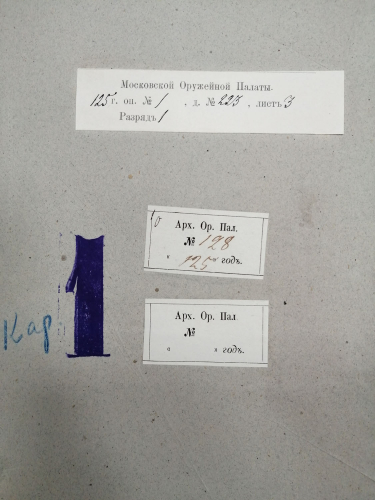 Московской Оружейной Палаты.
125 г. оп. № 1, д. № 223, листъ 3
Разрядъ 1
Арх. Ор. Пал.
№ 128
" 125" годъ.
Кар. 1
Арх. Ор. Пал
№
" " годъ.